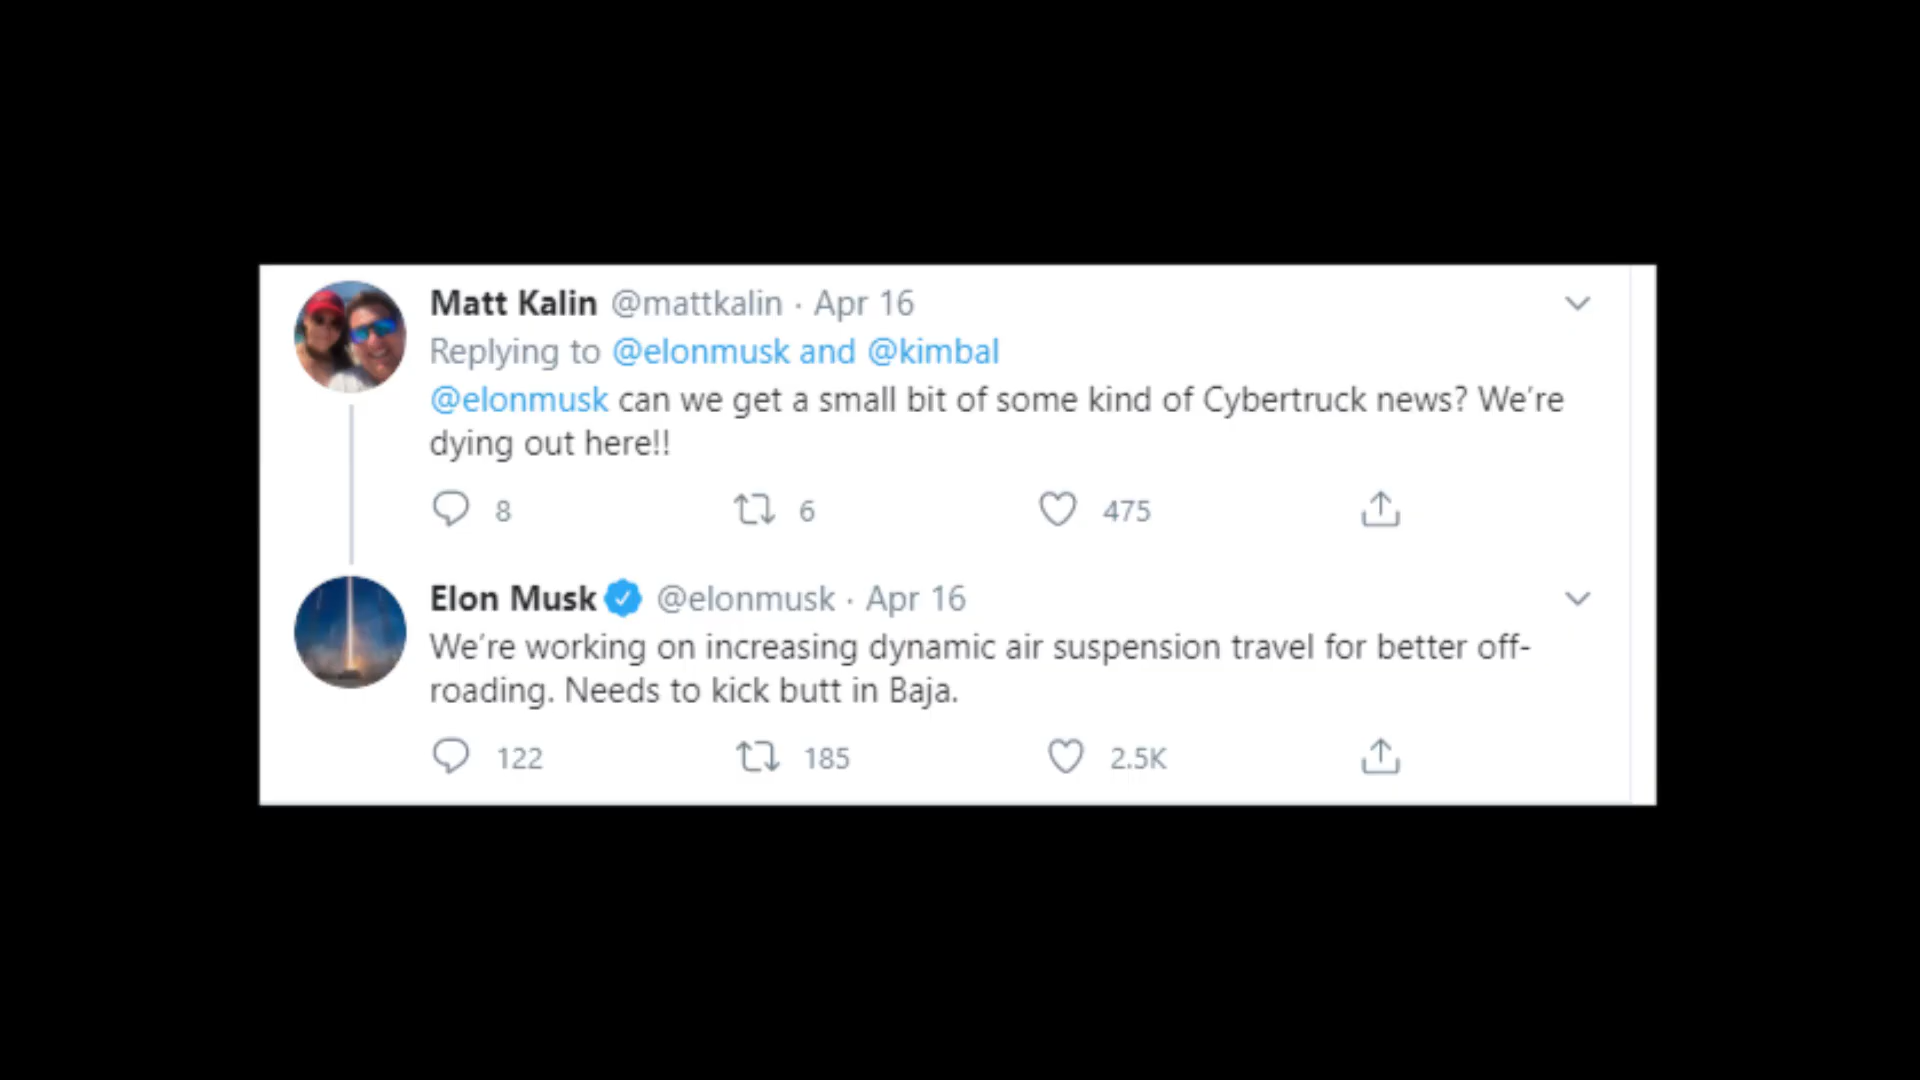 Matt Kalin @mattkalin · Apr 16
Replying to @elonmusk and @kimbal
@elonmusk can we get a small bit of some kind of Cybertruck news? We’re
dying out here!!
8 6 475
Elon Musk @elonmusk · Apr 16
We’re working on increasing dynamic air suspension travel for better off-
roading. Needs to kick butt in Baja.
122 185 2.5K